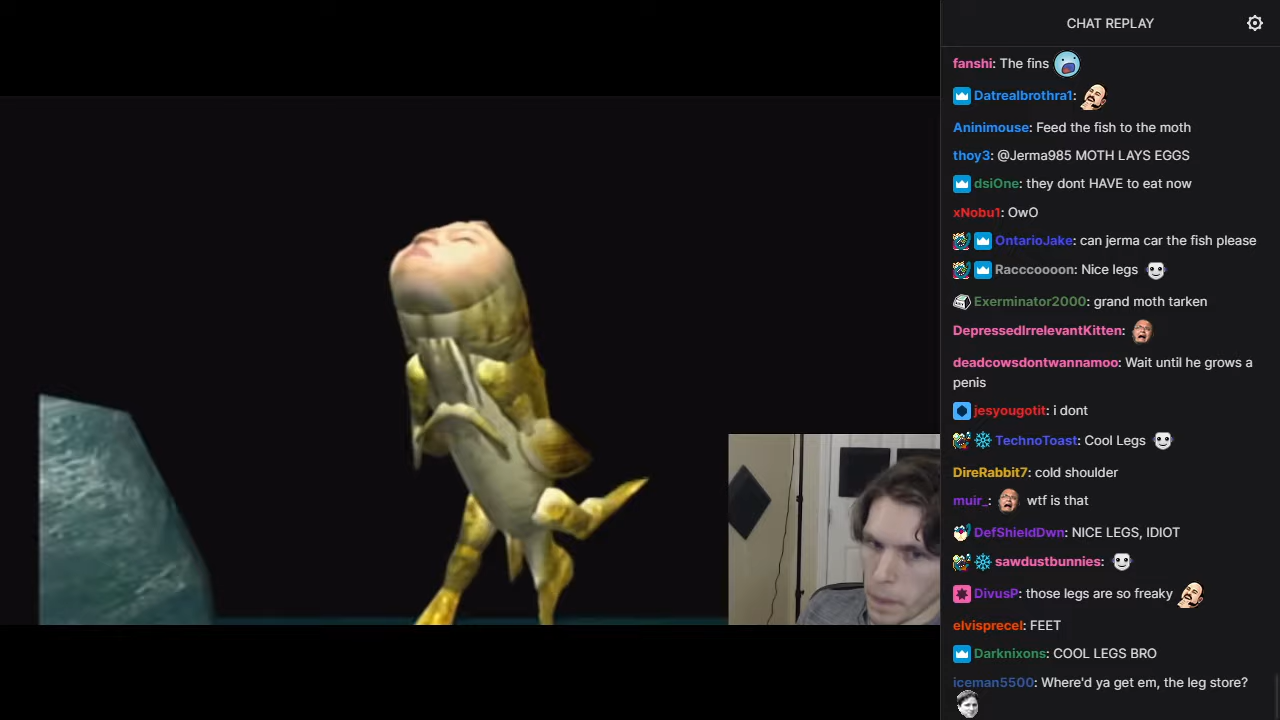 CHAT REPLAY
fanshi: The fins
Datrealbrothra1:
Aninimouse: Feed the fish to the moth
thoy3: @Jerma985 MOTH LAYS EGGS
dsiOne: they dont HAVE to eat now
xNobu1: OwO
OntarioJake: can jerma car the fish please
Racccoooon: Nice legs
Exerminator2000: grand moth tarken
DepressedIrrelevantKitten:
deadcowsdontwannamoo: Wait until he grows a
penis
jesyougotit: i dont
TechnoToast: Cool Legs
DireRabbit7: cold shoulder
muir_: wtf is that
DefShieldDwn: NICE LEGS, IDIOT
sawdustbunnies:
DivusP: those legs are so freaky
elvisprecel: FEET
Darknixons: COOL LEGS BRO
iceman5500: Where'd ya get em, the leg store?